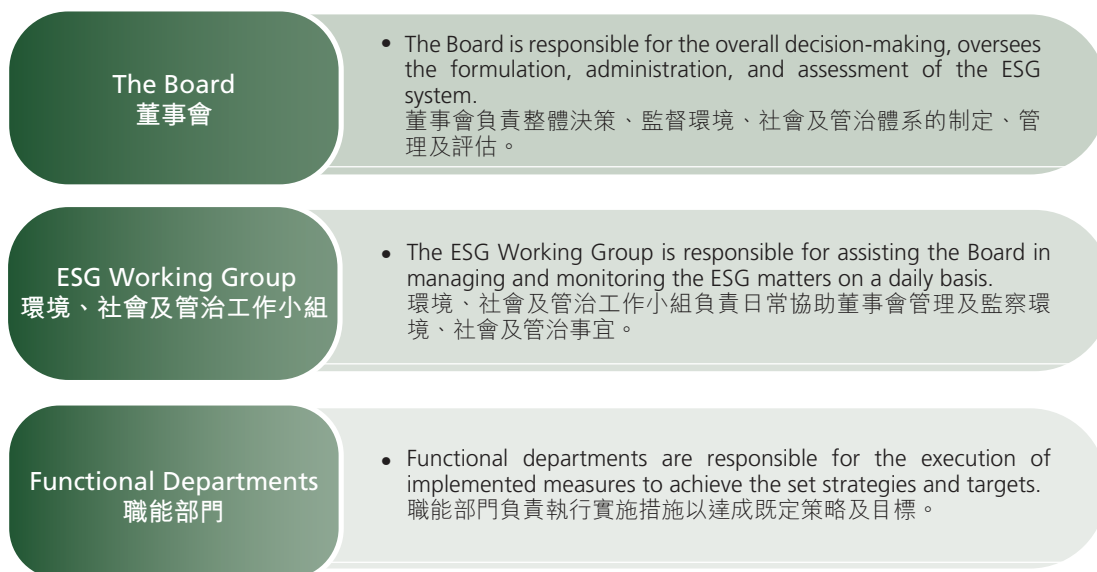 The Board
董事會
• The Board is responsible for the overall decision-making, oversees
the formulation, administration, and assessment of the ESG
system.
董事會負責整體決策、監督環境、社會及管治體系的制定、管
理及評估。
ESG Working Group
環境、社會及管治工作小組
• The ESG Working Group is responsible for assisting the Board in
managing and monitoring the ESG matters on a daily basis.
環境、社會及管治工作小組負責日常協助董事會管理及監察環
境、社會及管治事宜。
Functional Departments
職能部門
• Functional departments are responsible for the execution of
implemented measures to achieve the set strategies and targets.
職能部門負責執行實施措施以達成既定策略及目標。